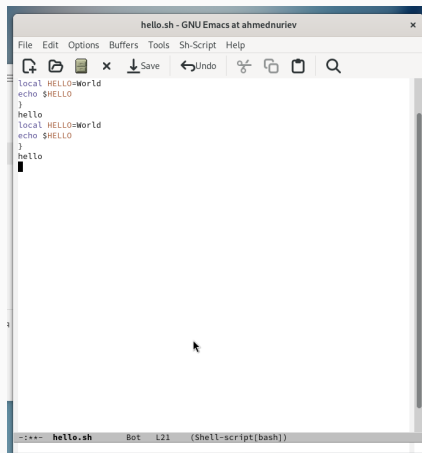 hello.sh - GNU Emacs at ahmednuriev
File Edit Options Buffers Tools Sh-Script Help
Save Undo
local HELLO=World
echo $HELLO
}
hello
local HELLO=World
echo $HELLO
}
hello
-:**- hello.sh Bot L21 (Shell-script[bash])